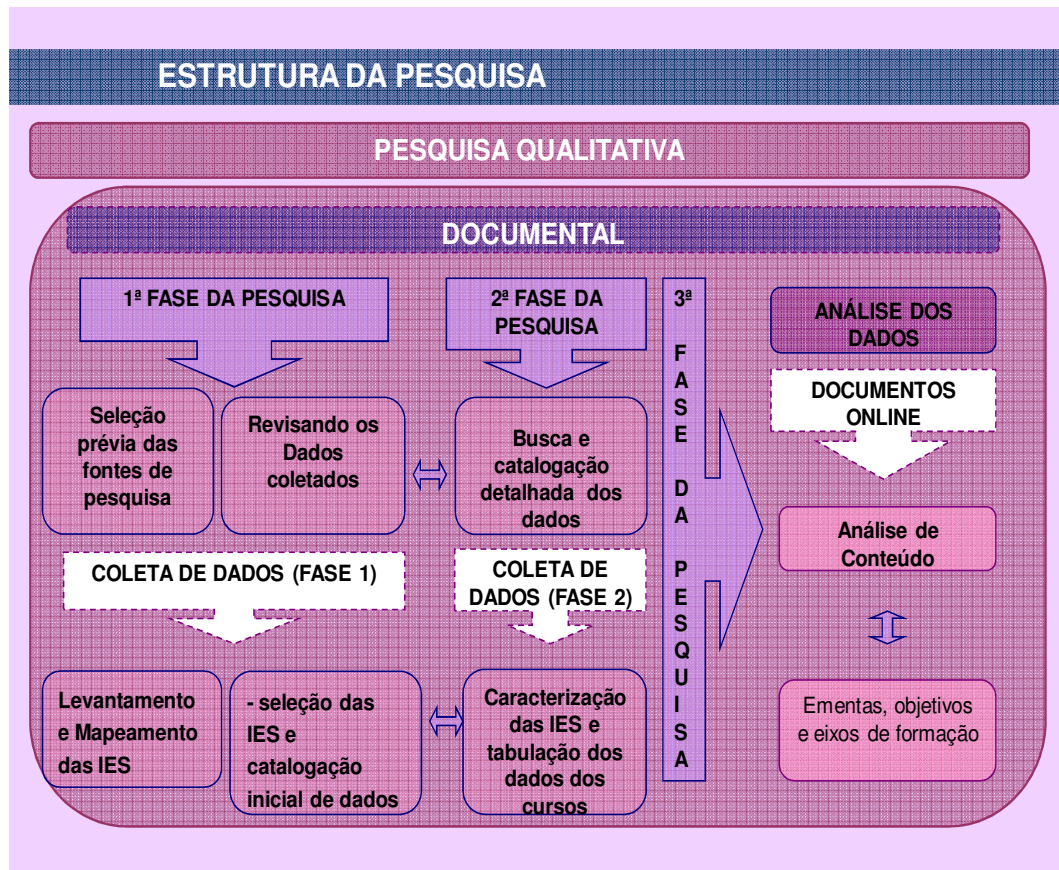 ESTRUTURA DA PESQUISA
PESQUISA QUALITATIVA
DOCUMENTAL
1ª FASE DA PESQUISA
Seleção
prévia das
fontes de
pesquisa
Revisando os
Dados
coletados
COLETA DE DADOS (FASE 1)
Levantamento
e Mapeamento
das IES
- seleção das
IES e
catalogação
inicial de dados
2ª FASE DA
PESQUISA
Busca e
catalogação
detalhada dos
dados
COLETA DE
DADOS (FASE 2)
Caracterização
das IES e
tabulação dos
dados dos
cursos
3ª
F
A
S
E
D
A
P
E
S
Q
U
I
S
A
ANÁLISE DOS
DADOS
DOCUMENTOS
ONLINE
Análise de
Conteúdo
Ementas, objetivos
e eixos de formação